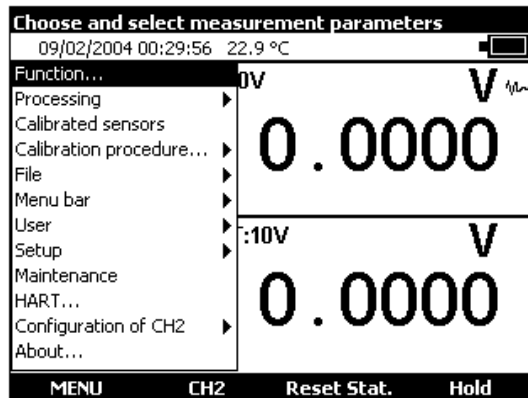 Choose and select measurement parameters
09/02/2004 00:29:56 22.9 °C
Function...
Processing
Calibrated sensors
Calibration procedure...
File
Menu bar
User
Setup
Maintenance
HART...
Configuration of CH2
About...
0V V
0.0000
:10V V
0.0000
MENU CH2 Reset Stat. Hold